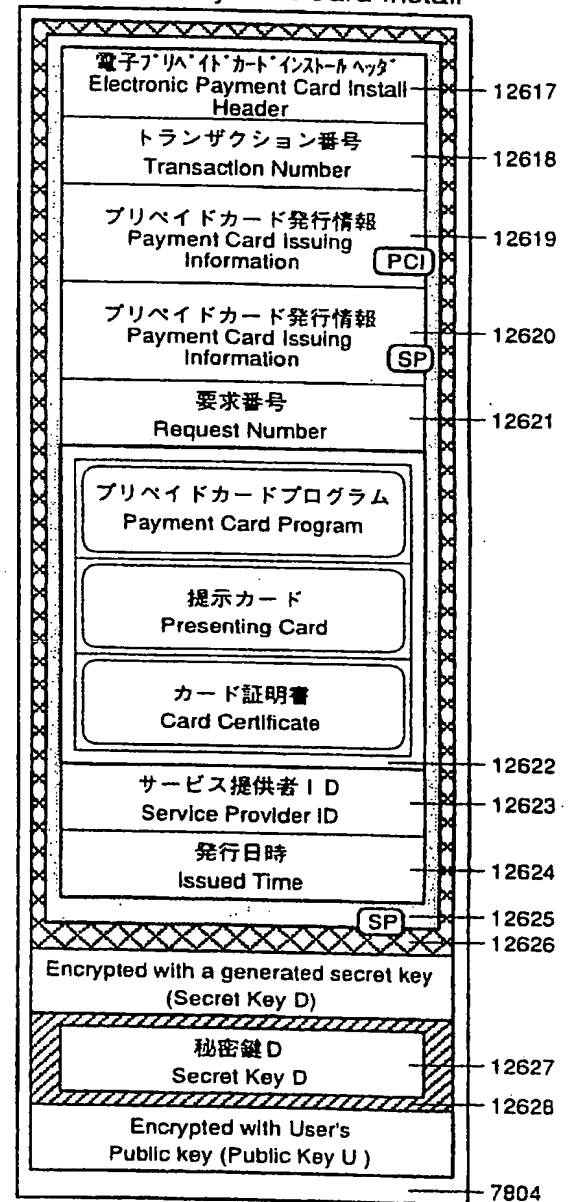 電子プリペイドカードインストールヘッダ
Electronic Payment Card Install
Header
12617
トランザクション番号
Transaction Number
12618
プリペイドカード発行情報
Payment Card Issuing
Information
PCI
12619
プリペイドカード発行情報
Payment Card Issuing
Information
SP
12620
要求番号
Request Number
12621
プリペイドカードプログラム
Payment Card Program
提示カード
Presenting Card
カード証明書
Card Certificate
12622
サービス提供者ID
Service Provider ID
12623
発行日時
Issued Time
12624
SP
12625
12626
Encrypted with a generated secret key
(Secret Key D)
秘密鍵D
Secret Key D
12627
12628
Encrypted with User's
Public key (Public Key U )
7804